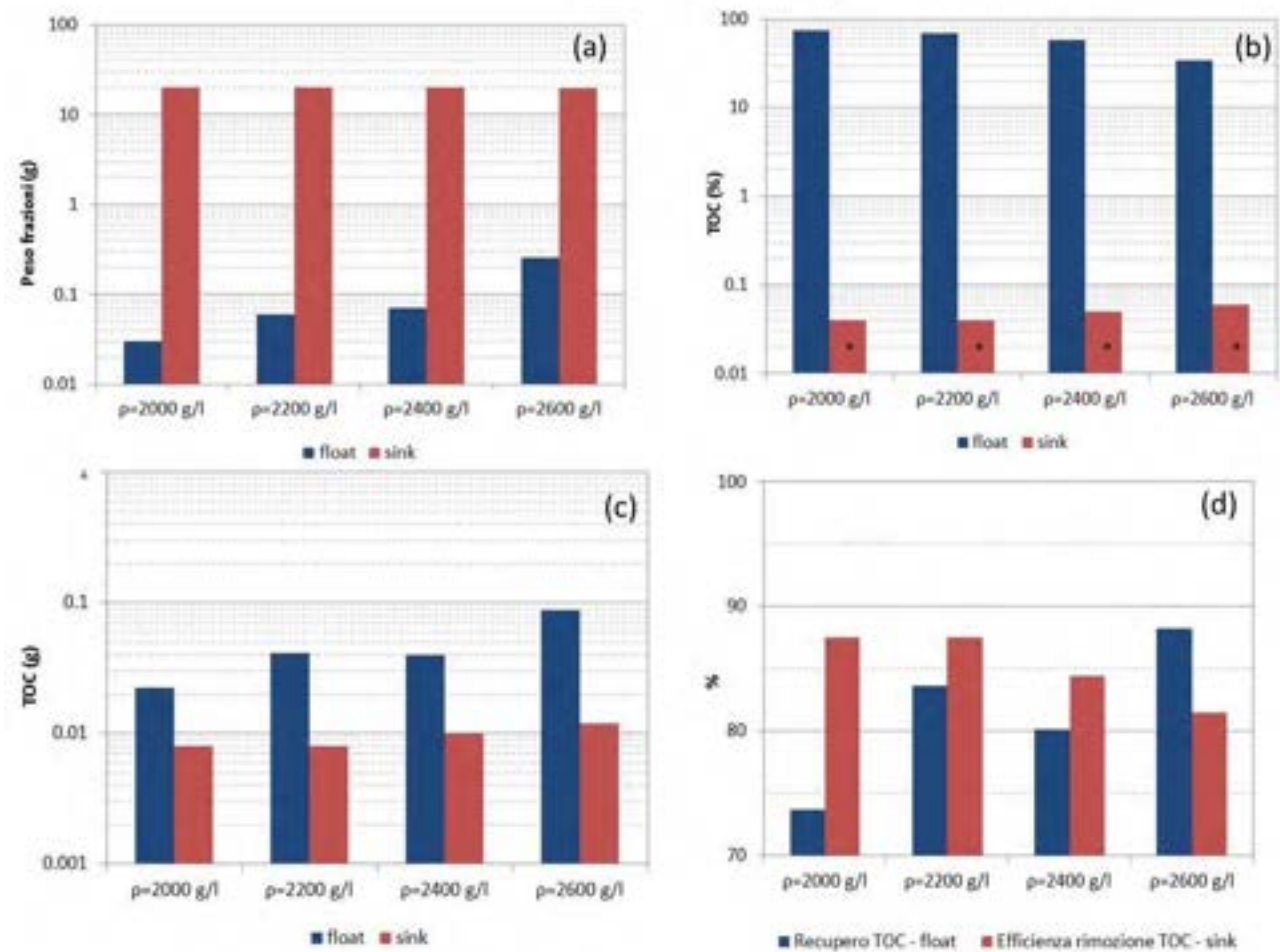 100
10
1
0.1
0.01
Peso frazioni (g)
(a)
ρ=2000 g/l ρ=2200 g/l ρ=2400 g/l ρ=2600 g/l
float sink
100
10
1
0.1
0.01
TOC (%)
(b)
* * * *
ρ=2000 g/l ρ=2200 g/l ρ=2400 g/l ρ=2600 g/l
float sink
0.1
0.01
0.001
TOC (g)
(c)
ρ=2000 g/l ρ=2200 g/l ρ=2400 g/l ρ=2600 g/l
float sink
100
90
80
70
%
(d)
ρ=2000 g/l ρ=2200 g/l ρ=2400 g/l ρ=2600 g/l
Recupero TOC - float Efficienza rimozione TOC - sink